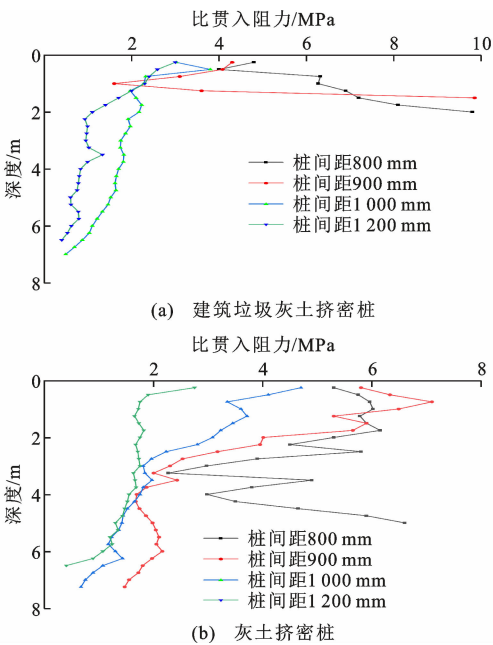 比贯入阻力/MPa
0 2 4 6 8 10
0
2
4
6
8
深度/m
桩间距800 mm
桩间距900 mm
桩间距1 000 mm
桩间距1 200 mm
(a) 建筑垃圾灰土挤密桩
比贯入阻力/MPa
0 2 4 6 8
0
2
4
6
8
深度/m
桩间距800 mm
桩间距900 mm
桩间距1 000 mm
桩间距1 200 mm
(b) 灰土挤密桩